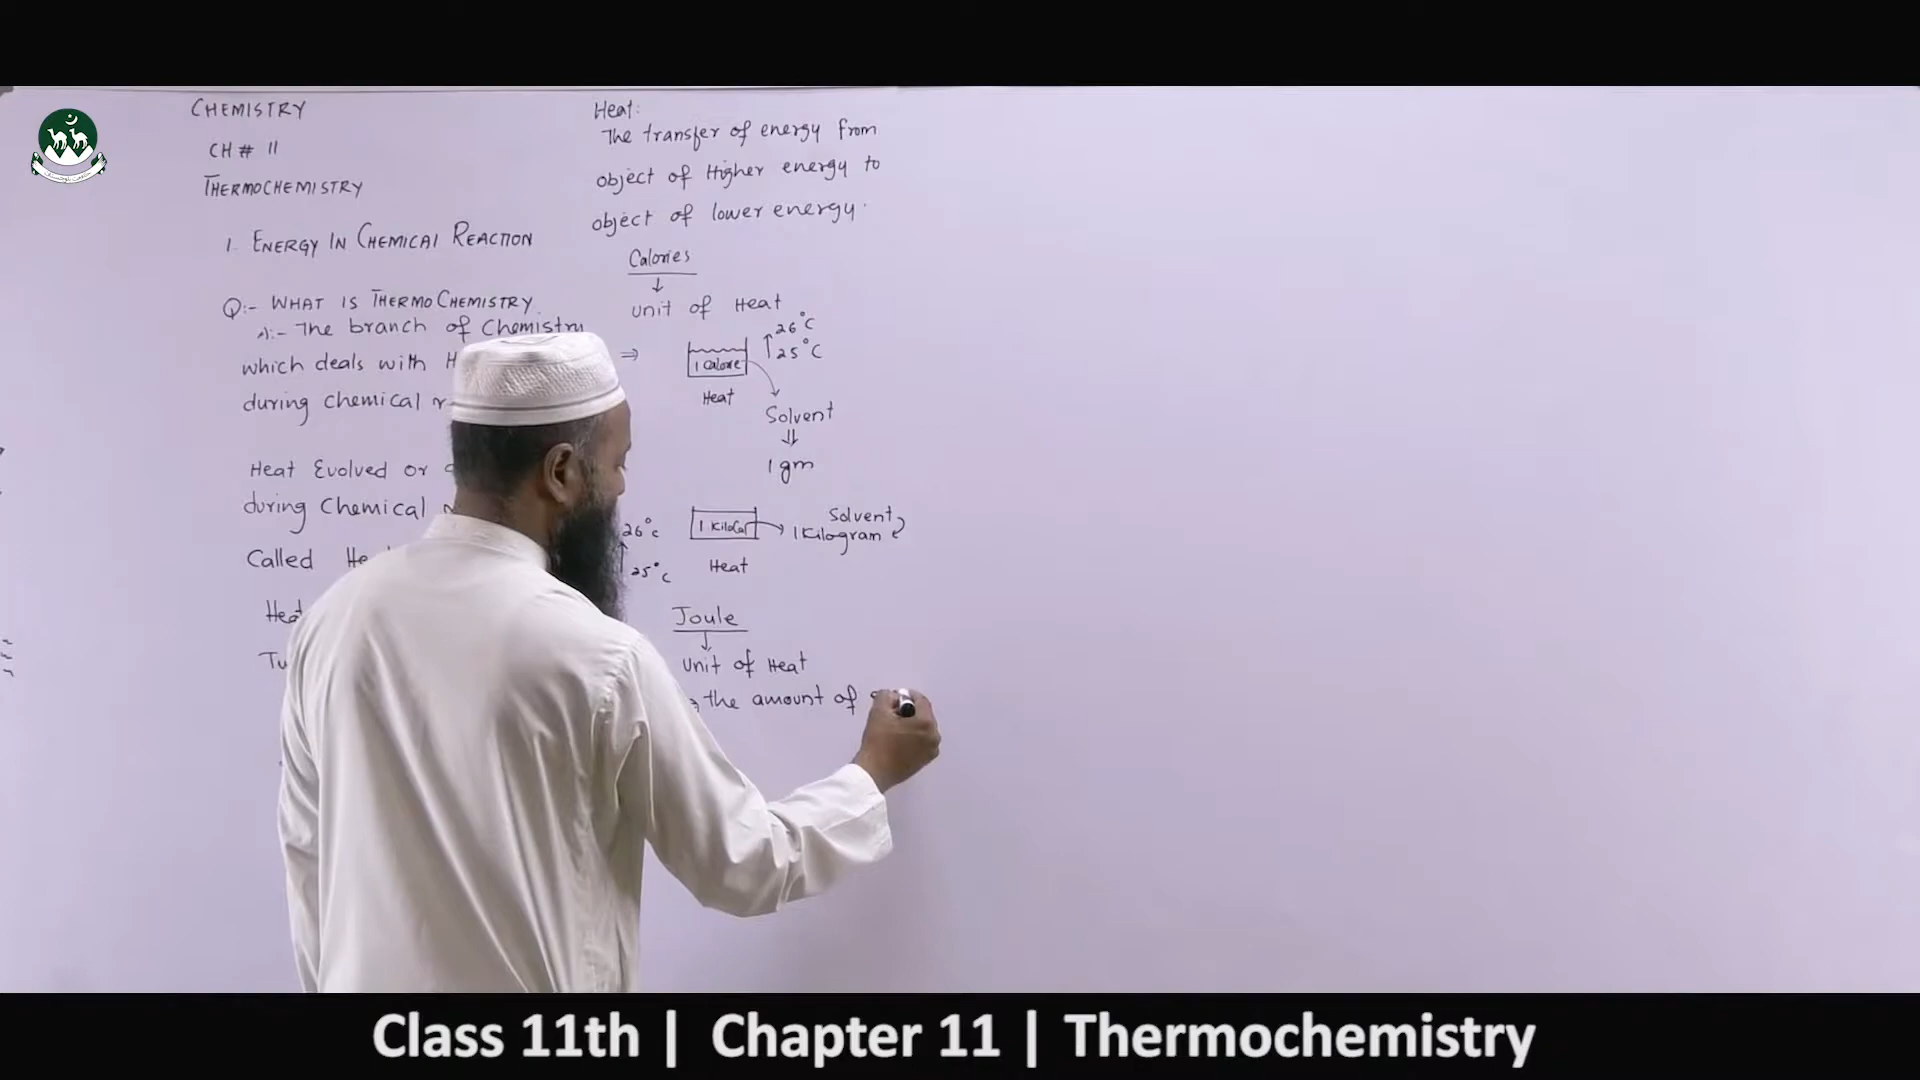 CHEMISTRY
CH# 11
THERMOCHEMISTRY
1. ENERGY IN CHEMICAL REACTION
Q:- WHAT IS THERMOCHEMISTRY.
A:- The branch of Chemistry
which deals with
during chemical
Heat Evolved or
during Chemical
Called
Heat:
The transfer of energy from
object of Higher energy to
object of lower energy.
Calories
↓
unit of Heat
⇒
1 Calorie
↑ 26°C
25°C
Heat
Solvent
⇓
1 gm
26°C
↑
25°C
1 KiloCal → 1 Kilogram
Solvent
Heat
Joule
↓
Unit of Heat
the amount of
Class 11th | Chapter 11 | Thermochemistry